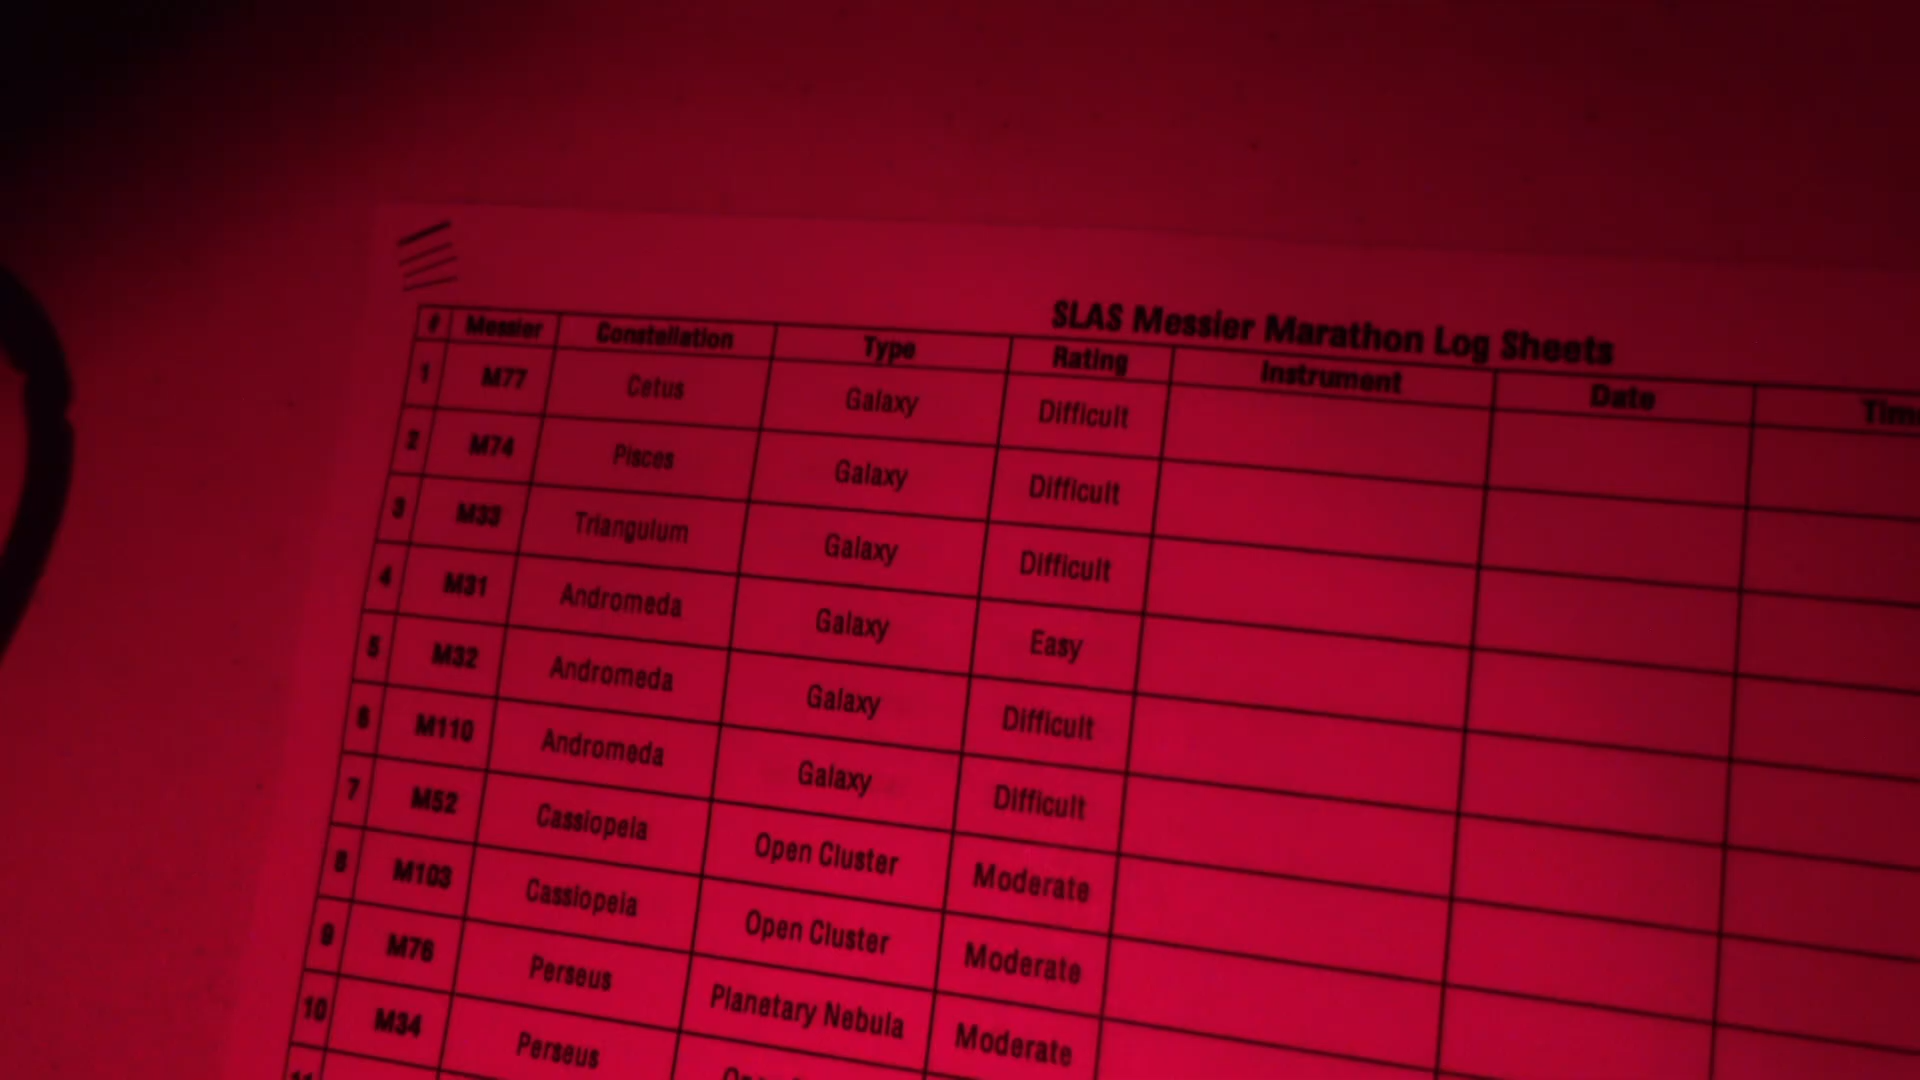 SLAS Messier Marathon Log Sheets
# Messier Constellation Type Rating Instrument Date
1 M77 Cetus Galaxy Difficult
2 M74 Pisces Galaxy Difficult
3 M33 Triangulum Galaxy Difficult
4 M31 Andromeda Galaxy Easy
5 M32 Andromeda Galaxy Difficult
6 M110 Andromeda Galaxy Difficult
7 M52 Cassiopeia Open Cluster Moderate
8 M103 Cassiopeia Open Cluster Moderate
9 M76 Perseus Planetary Nebula Moderate
10 M34 Perseus